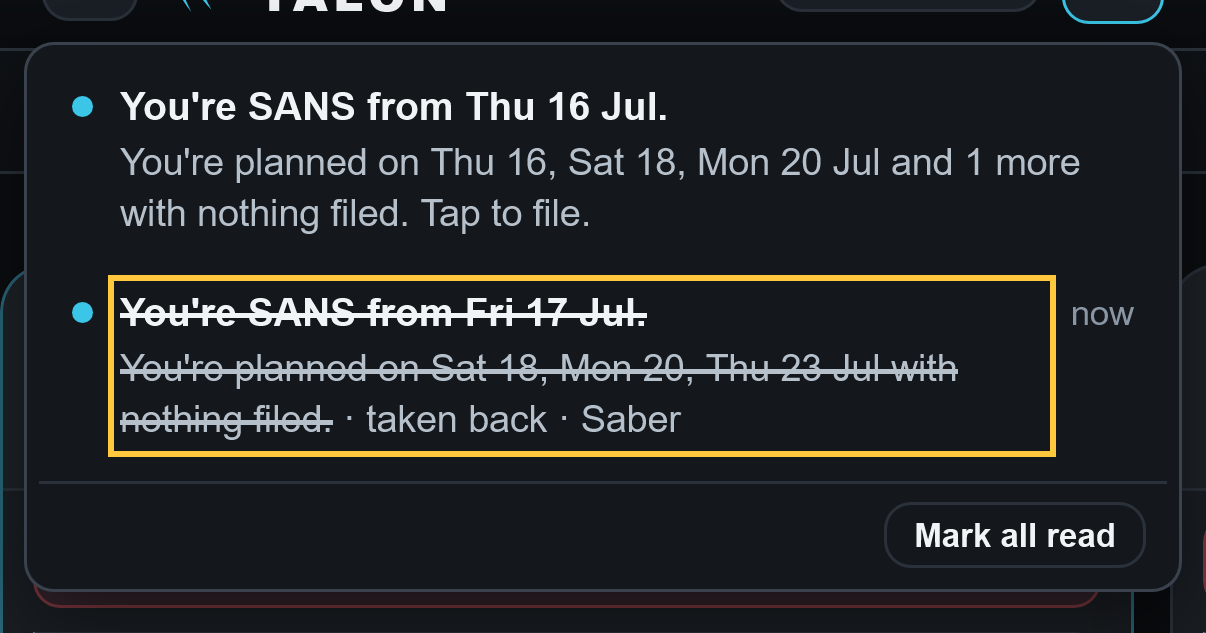 TALON
You're SANS from Thu 16 Jul.
You're planned on Thu 16, Sat 18, Mon 20 Jul and 1 more
with nothing filed. Tap to file.
You're SANS from Fri 17 Jul.
now
You're planned on Sat 18, Mon 20, Thu 23 Jul with
nothing filed. · taken back · Saber
Mark all read